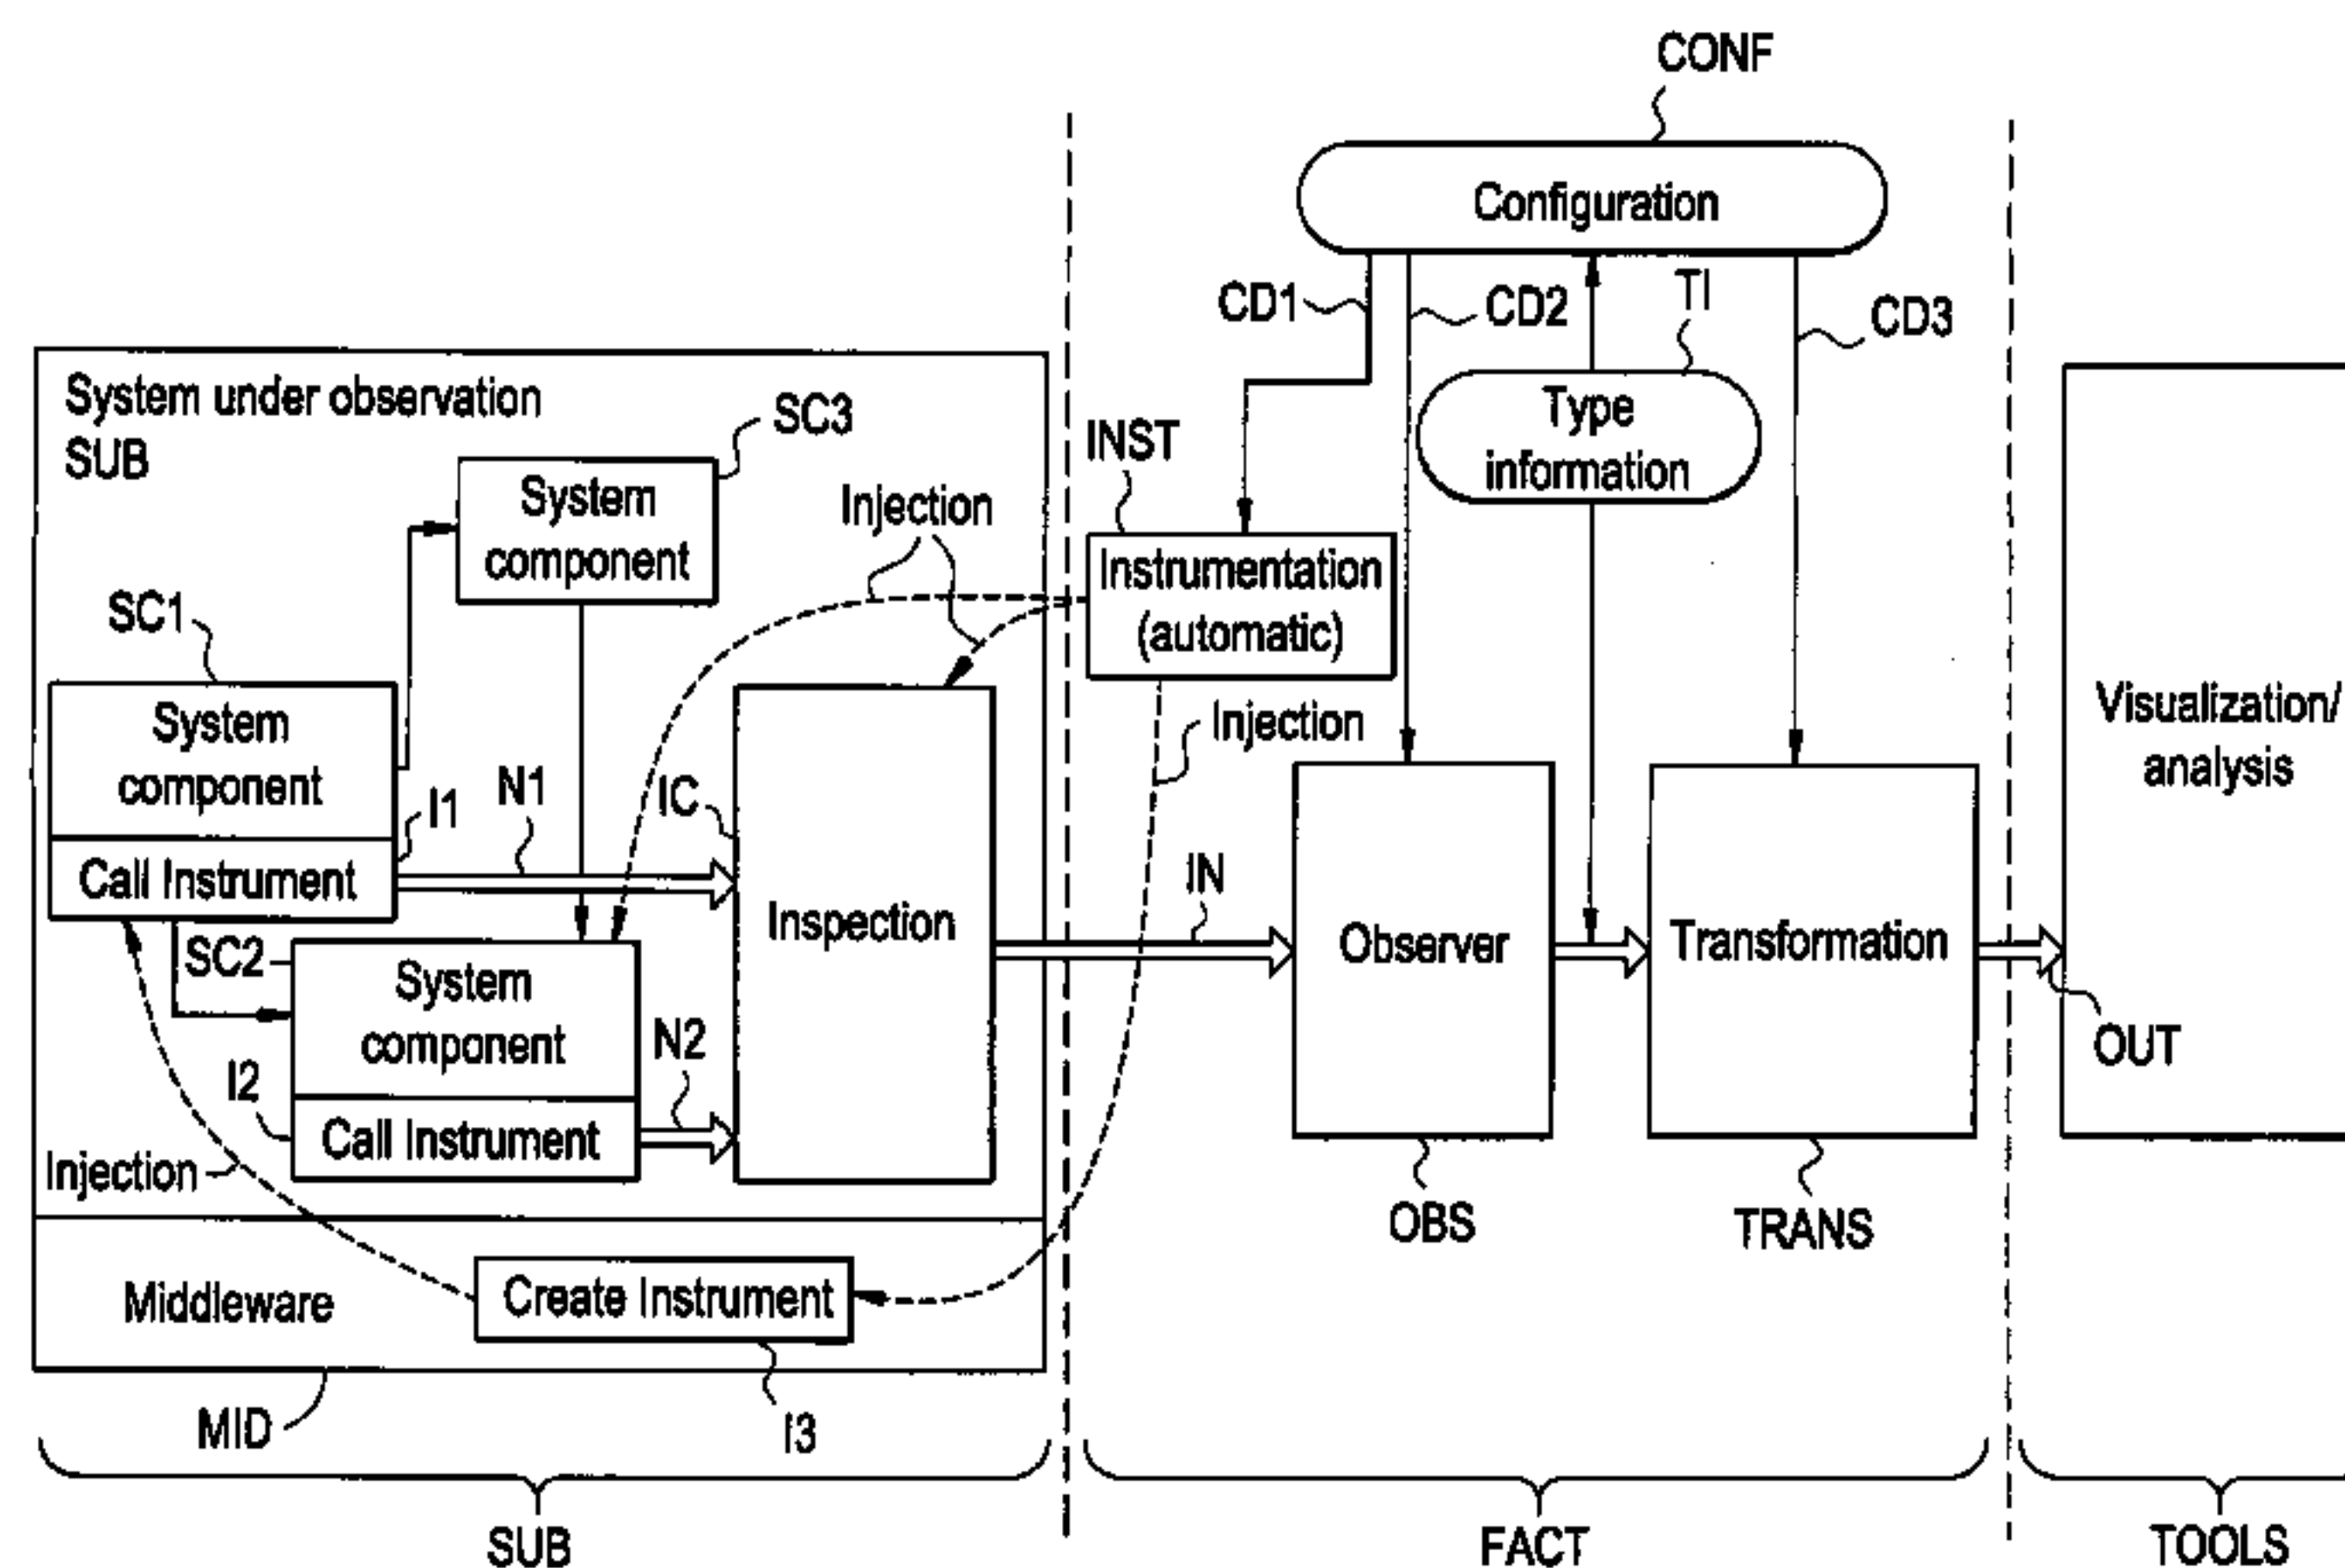 CONF
Configuration
CD1
CD2
TI
CD3
System under observation
SUB
SC3
System
component
Injection
INST
Type
information
Instrumentation
(automatic)
Injection
SC1
System
component
I1
Call Instrument
N1
IC
Inspection
SC2
System
component
I2
Call Instrument
N2
Injection
IN
Observer
Transformation
Visualization/
analysis
OUT
OBS
TRANS
Middleware
Create Instrument
MID
I3
SUB
FACT
TOOLS